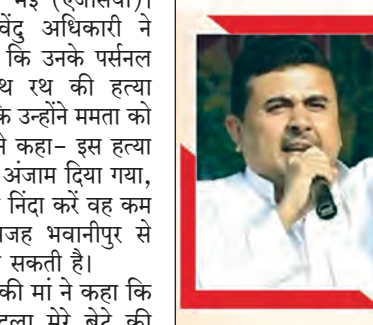 मई (एजेंसियां)।
वेंदु अधिकारी ने
कि उनके पर्सनल
थ रथ की हत्या
के उन्होंने ममता को
ने कहा- इस हत्या
अंजाम दिया गया,
निंदा करें वह कम
वजह भवानीपुर से
सकती है।
की मां ने कहा कि
दला मेरे बेटे की